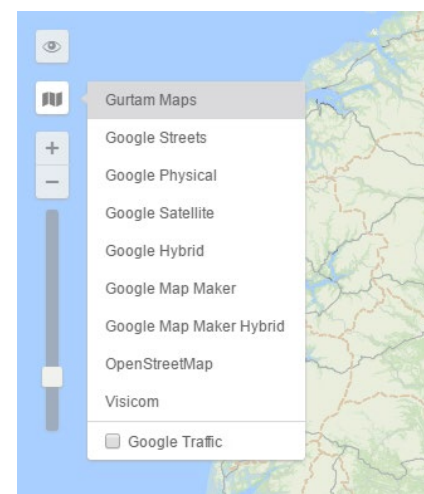 Gurtam Maps
Google Streets
Google Physical
Google Satellite
Google Hybrid
Google Map Maker
Google Map Maker Hybrid
OpenStreetMap
Visicom
Google Traffic